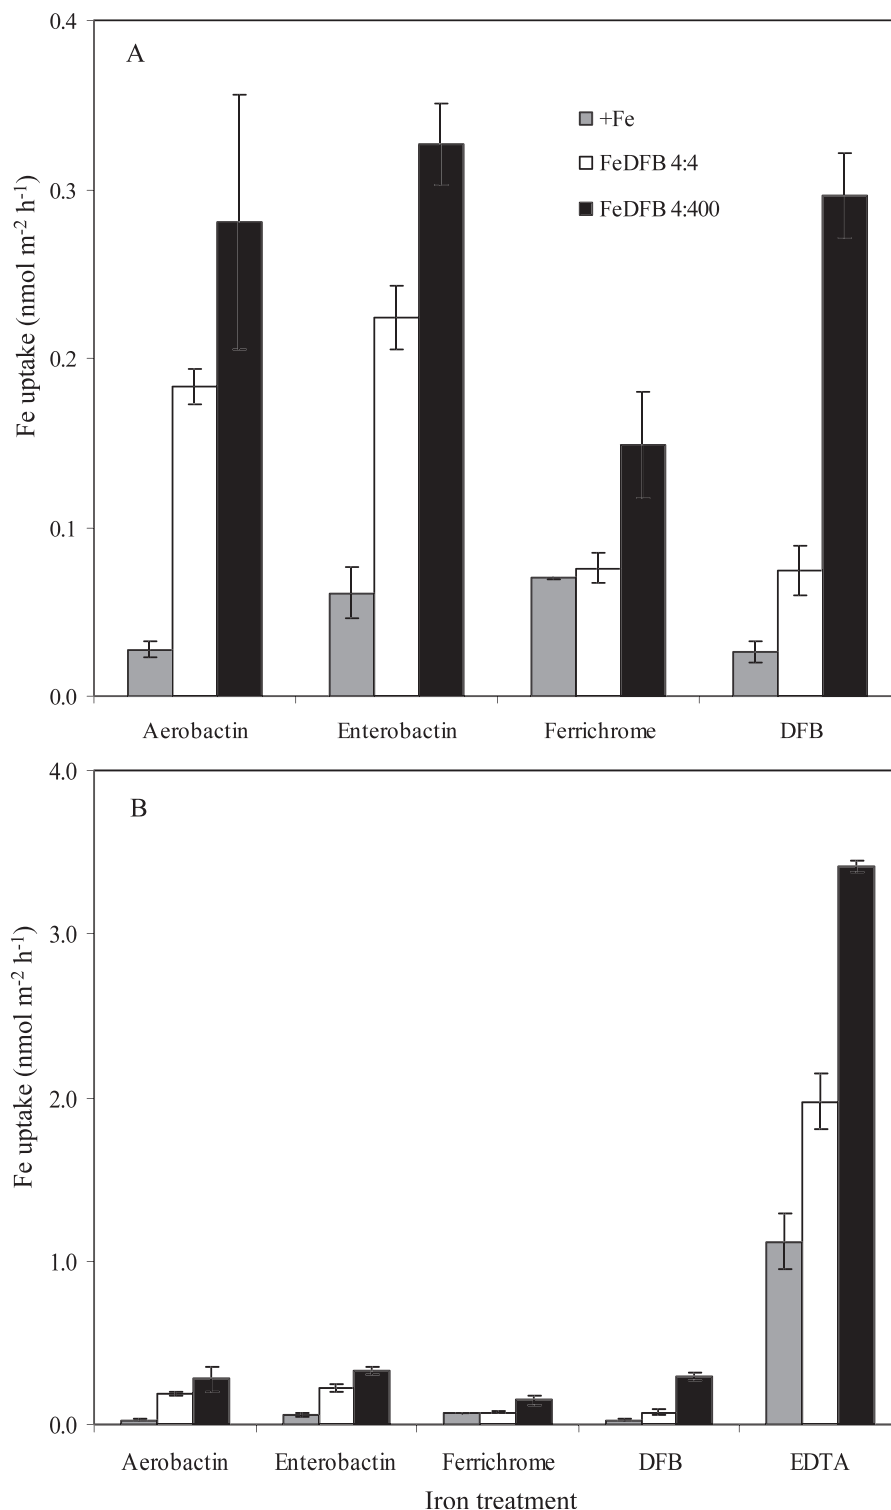 A
0.4
0.3
0.2
0.1
0.0
Fe uptake (nmol m⁻² h⁻¹)
+Fe
FeDFB 4:4
FeDFB 4:400
Aerobactin Enterobactin Ferrichrome DFB
B
4.0
3.0
2.0
1.0
0.0
Fe uptake (nmol m⁻² h⁻¹)
Aerobactin Enterobactin Ferrichrome DFB EDTA
Iron treatment